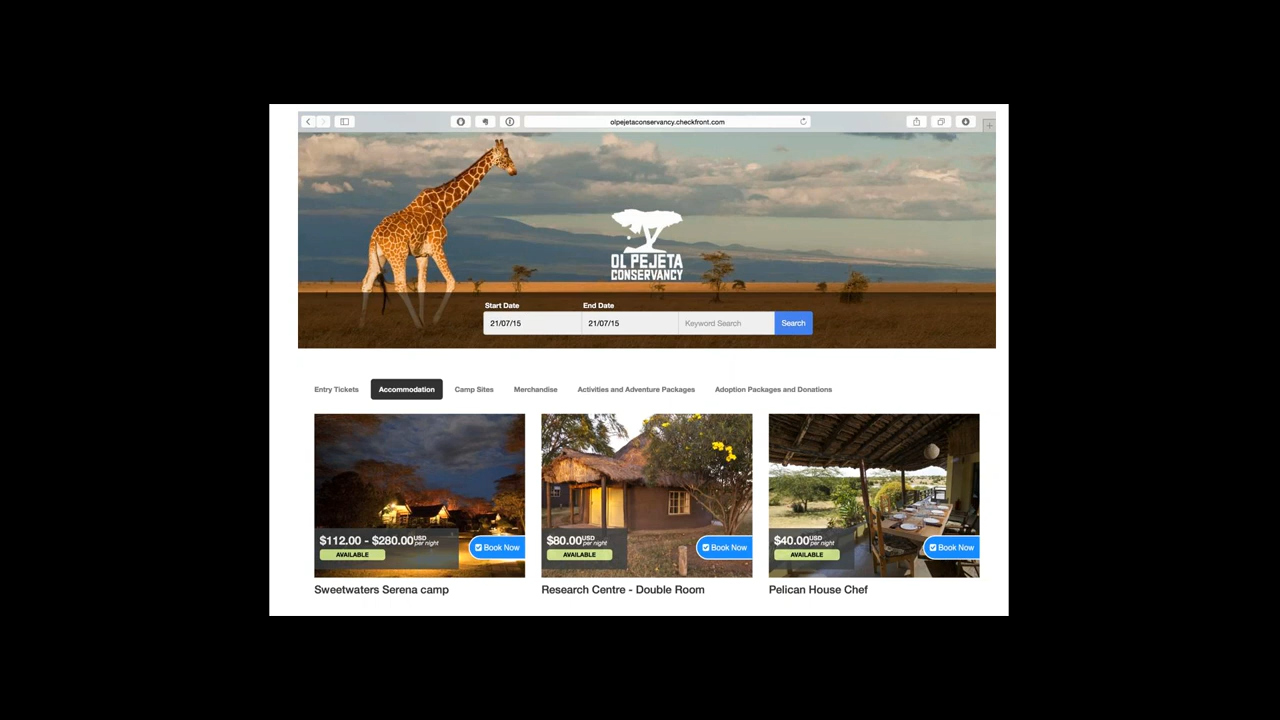 olpejetaconservancy.checkfront.com
OL PEJETA
CONSERVANCY
Start Date End Date
21/07/15 21/07/15 Keyword Search Search
Entry Tickets Accommodation Camp Sites Merchandise Activities and Adventure Packages Adoption Packages and Donations
$112.00 - $280.00 USD per night
AVAILABLE
Book Now
Sweetwaters Serena camp
$80.00 USD per night
AVAILABLE
Book Now
Research Centre - Double Room
$40.00 USD per night
AVAILABLE
Book Now
Pelican House Chef